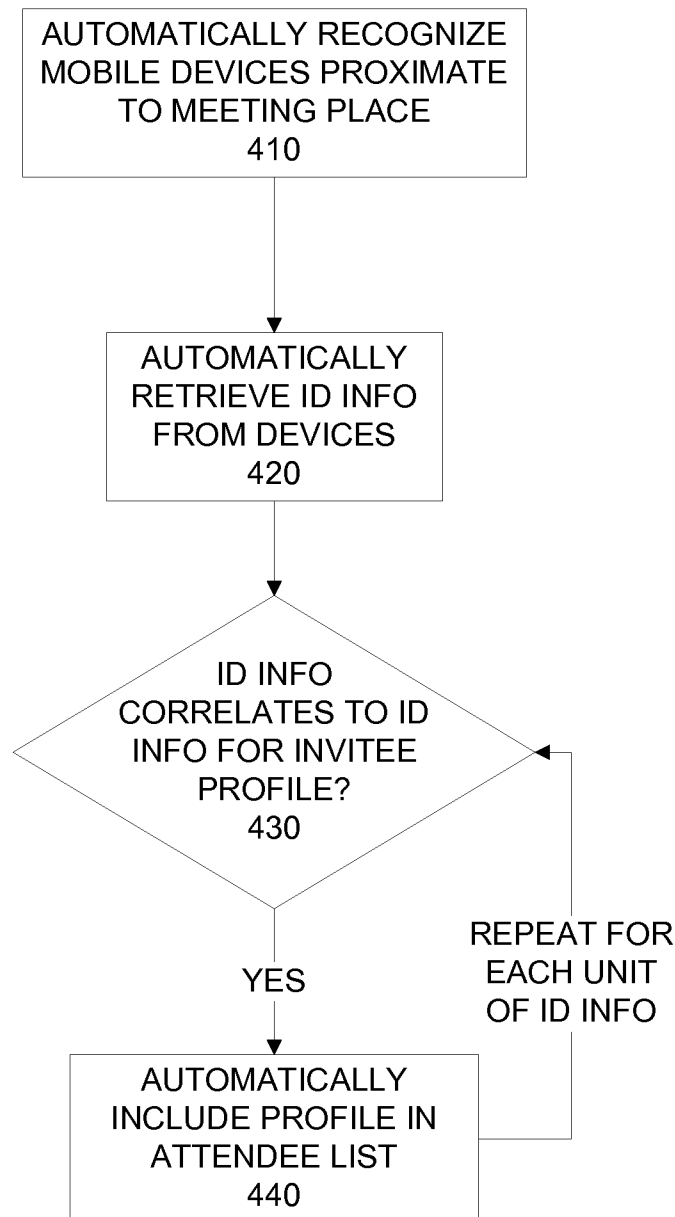 AUTOMATICALLY RECOGNIZE
MOBILE DEVICES PROXIMATE
TO MEETING PLACE
410
AUTOMATICALLY
RETRIEVE ID INFO
FROM DEVICES
420
ID INFO
CORRELATES TO ID
INFO FOR INVITEE
PROFILE?
430
YES
REPEAT FOR
EACH UNIT
OF ID INFO
AUTOMATICALLY
INCLUDE PROFILE IN
ATTENDEE LIST
440